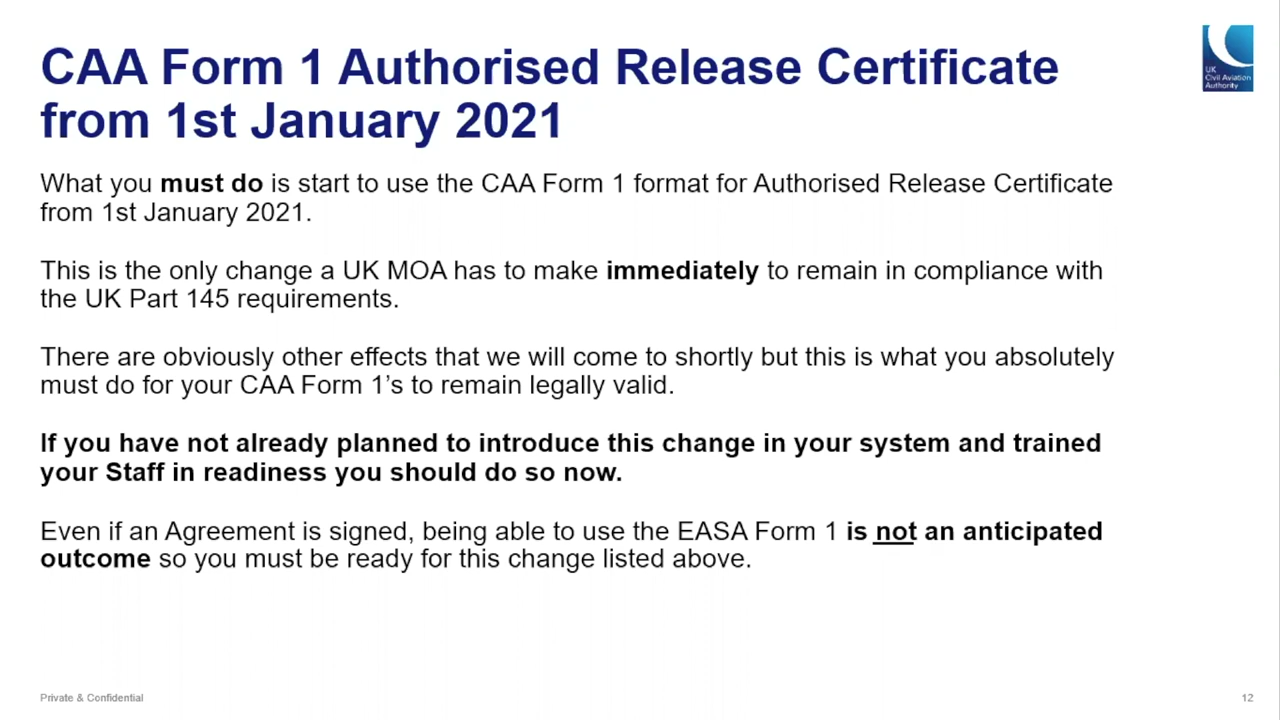 CAA Form 1 Authorised Release Certificate
from 1st January 2021
UK
Civil Aviation
Authority
What you must do is start to use the CAA Form 1 format for Authorised Release Certificate
from 1st January 2021.
This is the only change a UK MOA has to make immediately to remain in compliance with
the UK Part 145 requirements.
There are obviously other effects that we will come to shortly but this is what you absolutely
must do for your CAA Form 1’s to remain legally valid.
If you have not already planned to introduce this change in your system and trained
your Staff in readiness you should do so now.
Even if an Agreement is signed, being able to use the EASA Form 1 is not an anticipated
outcome so you must be ready for this change listed above.
Private & Confidential
12